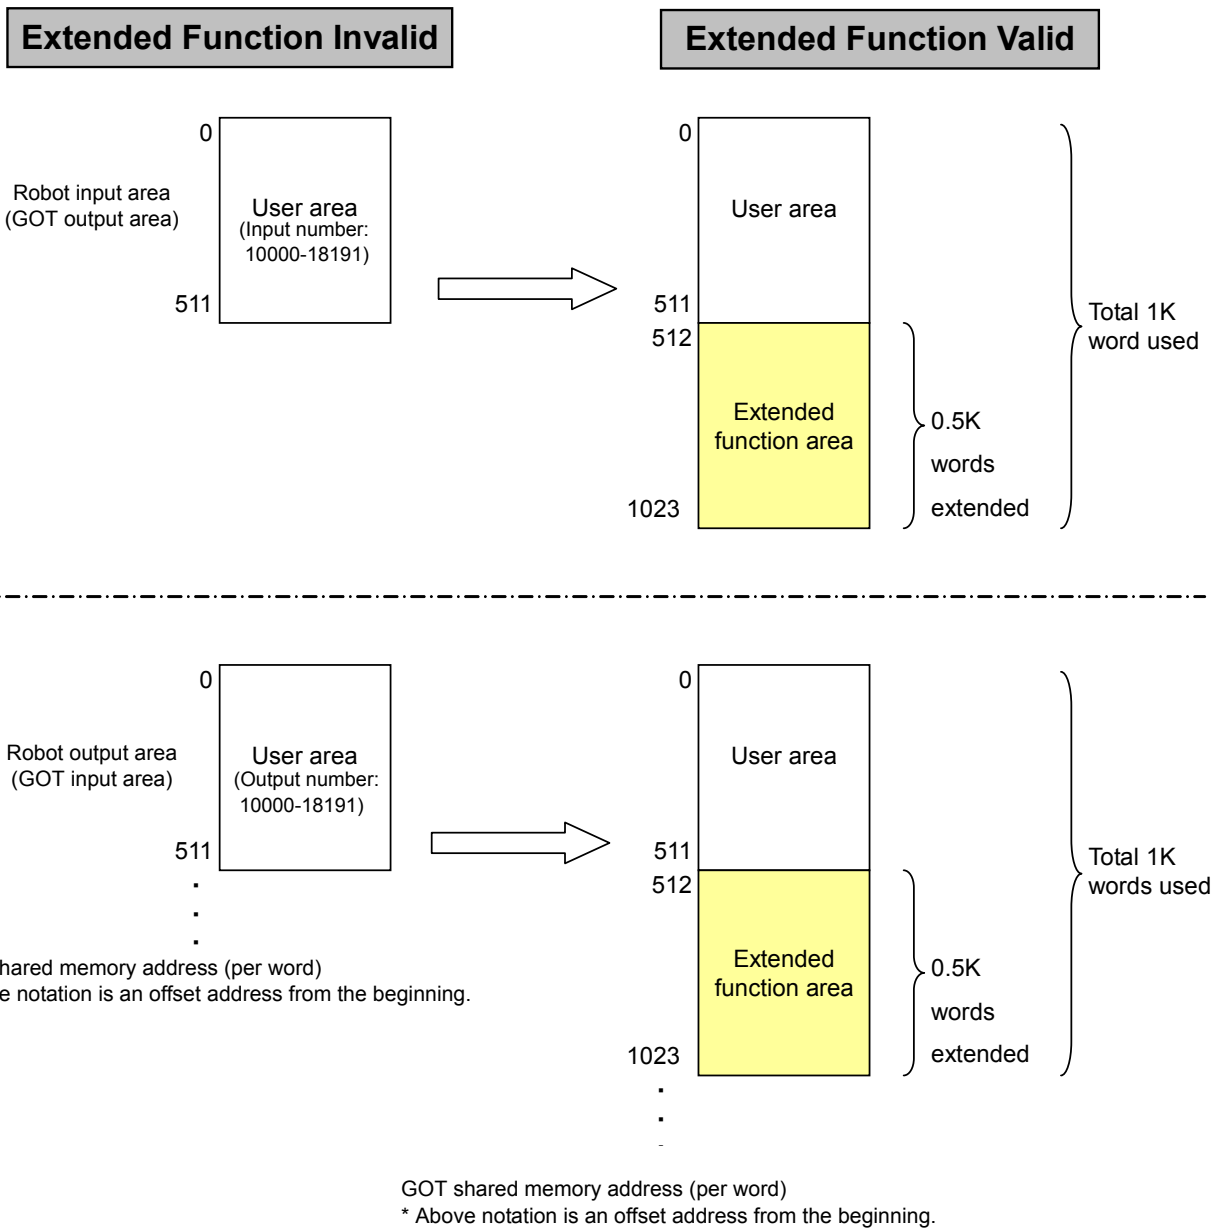 Extended Function Invalid
Extended Function Valid
0
Robot input area
(GOT output area)
User area
(Input number:
10000-18191)
511
0
User area
511
512
Extended
function area
1023
0.5K
words
extended
Total 1K
word used
0
Robot output area
(GOT input area)
User area
(Output number:
10000-18191)
511
0
User area
511
512
Extended
function area
1023
0.5K
words
extended
Total 1K
words used
memory address (per word)
notation is an offset address from the beginning.
GOT shared memory address (per word)
* Above notation is an offset address from the beginning.